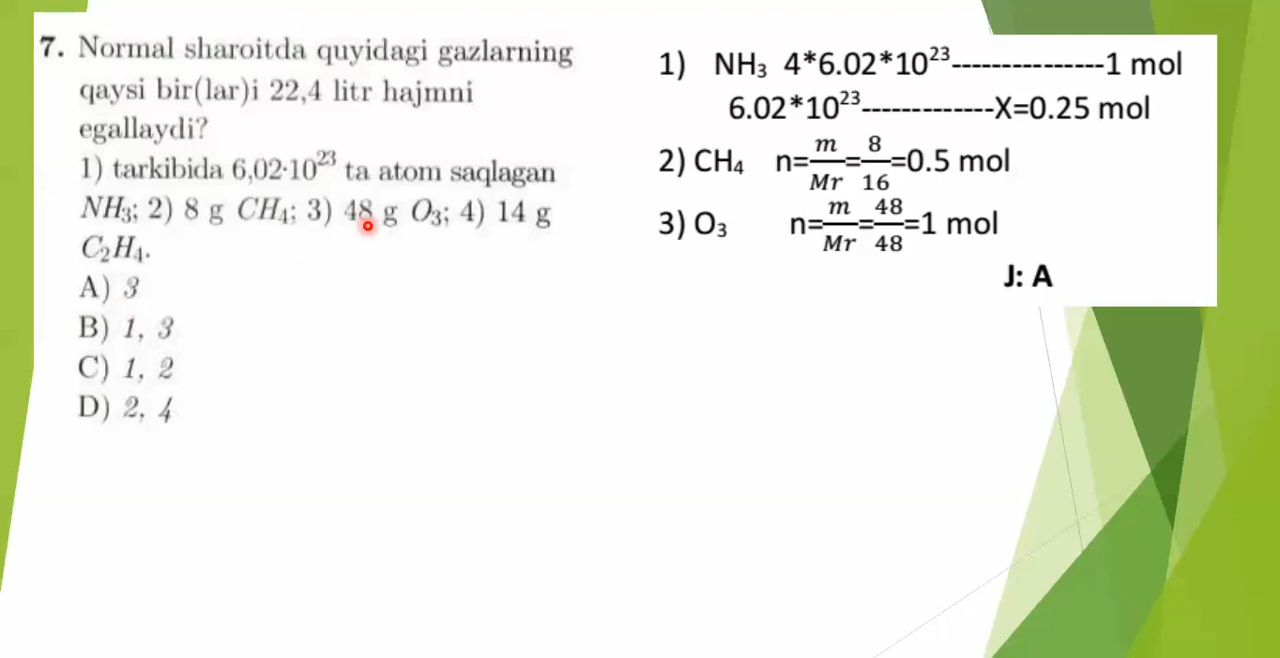 7. Normal sharoitda quyidagi gazlarning
qaysi bir(lar)i 22,4 litr hajmni
egallaydi?
1) tarkibida 6,02·10²³ ta atom saqlagan
NH₃; 2) 8 g CH₄; 3) 48 g O₃; 4) 14 g
C₂H₄.
A) 3
B) 1, 3
C) 1, 2
D) 2, 4
1) NH₃ 4*6.02*10²³---------------1 mol
6.02*10²³-------------X=0.25 mol
2) CH₄ n=m/Mr=8/16=0.5 mol
3) O₃ n=m/Mr=48/48=1 mol
J: A